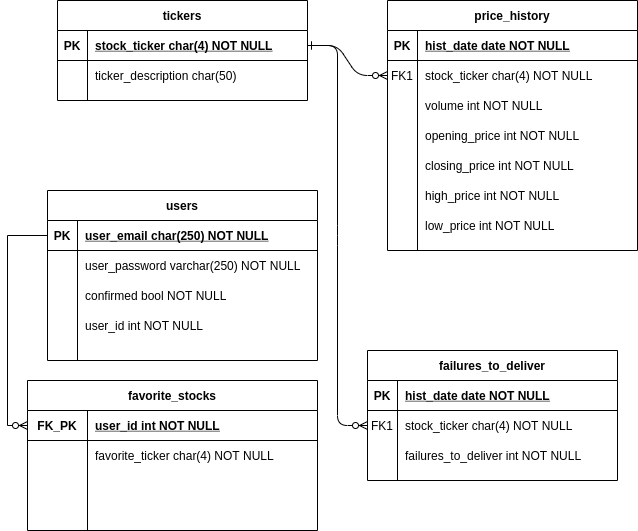 tickers
PK stock_ticker char(4) NOT NULL
ticker_description char(50)
price_history
PK hist_date date NOT NULL
FK1 stock_ticker char(4) NOT NULL
volume int NOT NULL
opening_price int NOT NULL
closing_price int NOT NULL
high_price int NOT NULL
low_price int NOT NULL
users
PK user_email char(250) NOT NULL
user_password varchar(250) NOT NULL
confirmed bool NOT NULL
user_id int NOT NULL
favorite_stocks
FK_PK user_id int NOT NULL
favorite_ticker char(4) NOT NULL
failures_to_deliver
PK hist_date date NOT NULL
FK1 stock_ticker char(4) NOT NULL
failures_to_deliver int NOT NULL